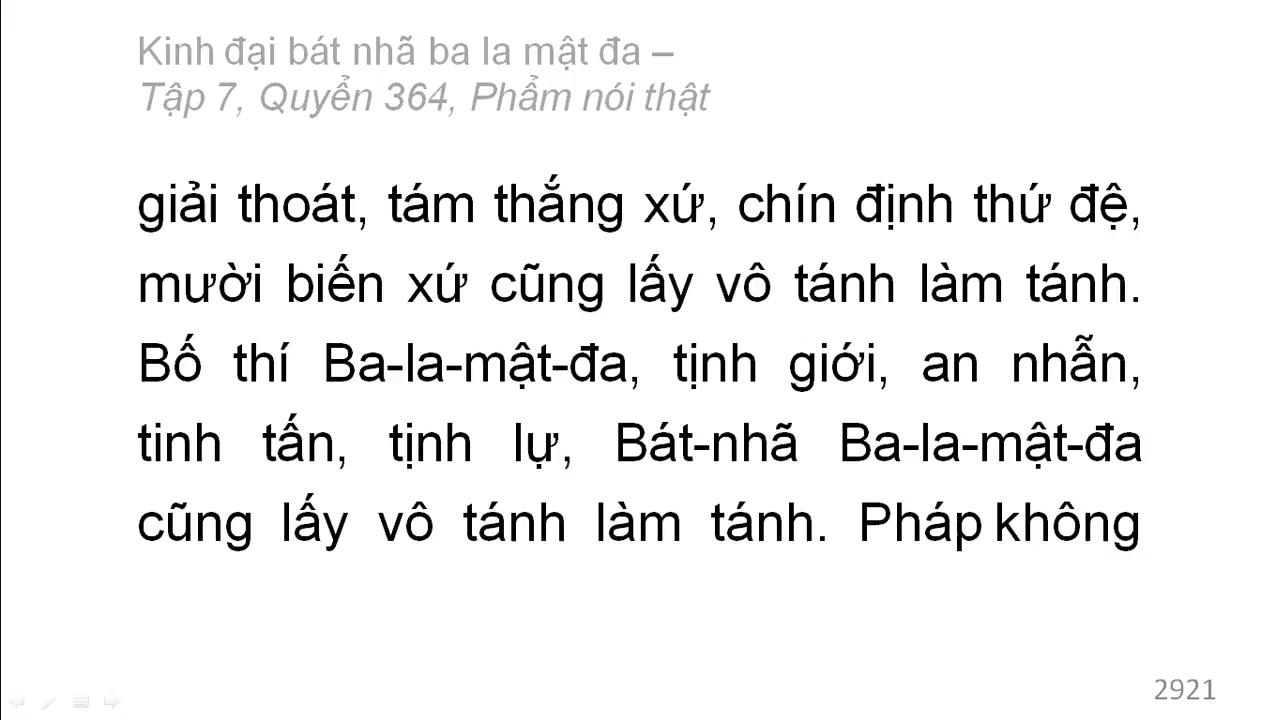 Kinh đại bát nhã ba la mật đa –
Tập 7, Quyển 364, Phẩm nói thật
giải thoát, tám thắng xứ, chín định thứ đệ,
mười biến xứ cũng lấy vô tánh làm tánh.
Bố thí Ba-la-mật-đa, tịnh giới, an nhẫn,
tinh tấn, tịnh lự, Bát-nhã Ba-la-mật-đa
cũng lấy vô tánh làm tánh. Pháp không
2921